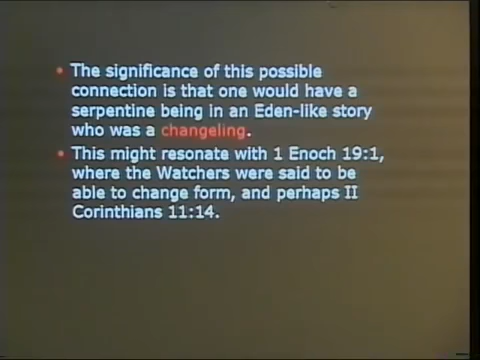 • The significance of this possible
connection is that one would have a
serpentine being in an Eden-like story
who was a changeling.
• This might resonate with 1 Enoch 19:1,
where the Watchers were said to be
able to change form, and perhaps II
Corinthians 11:14.